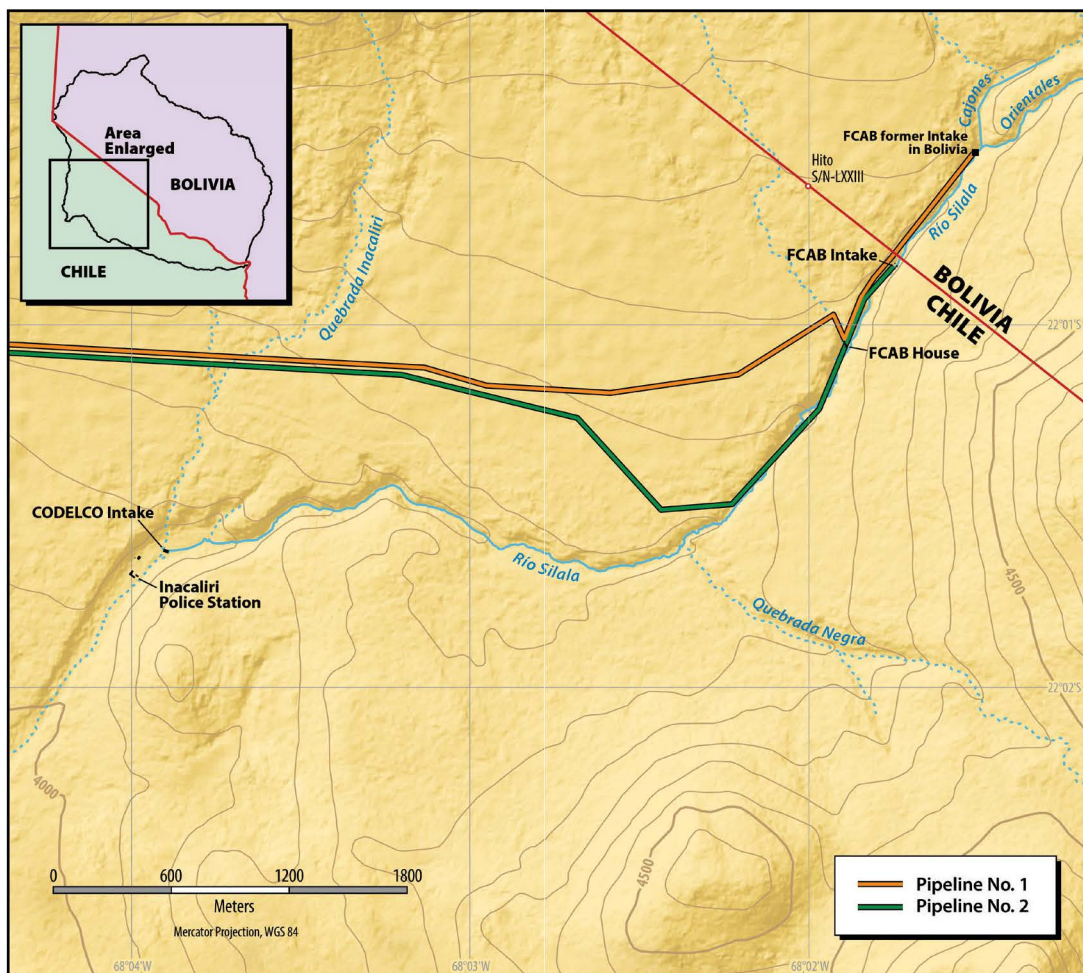 Area
Enlarged
BOLIVIA
CHILE
Cajones
Orientales
FCAB former Intake
in Bolivia
Hito
S/N-LXXIII
Río Silala
Quebrada Inacaliri
FCAB Intake
BOLIVIA
CHILE
22°01'S
FCAB House
CODELCO Intake
4500
Río Silala
Inacaliri
Police Station
Quebrada Negra
22°02'S
4000
4500
0 600 1200 1800
Meters
Mercator Projection, WGS 84
Pipeline No. 1
Pipeline No. 2
68°04'W
68°03'W
68°02'W